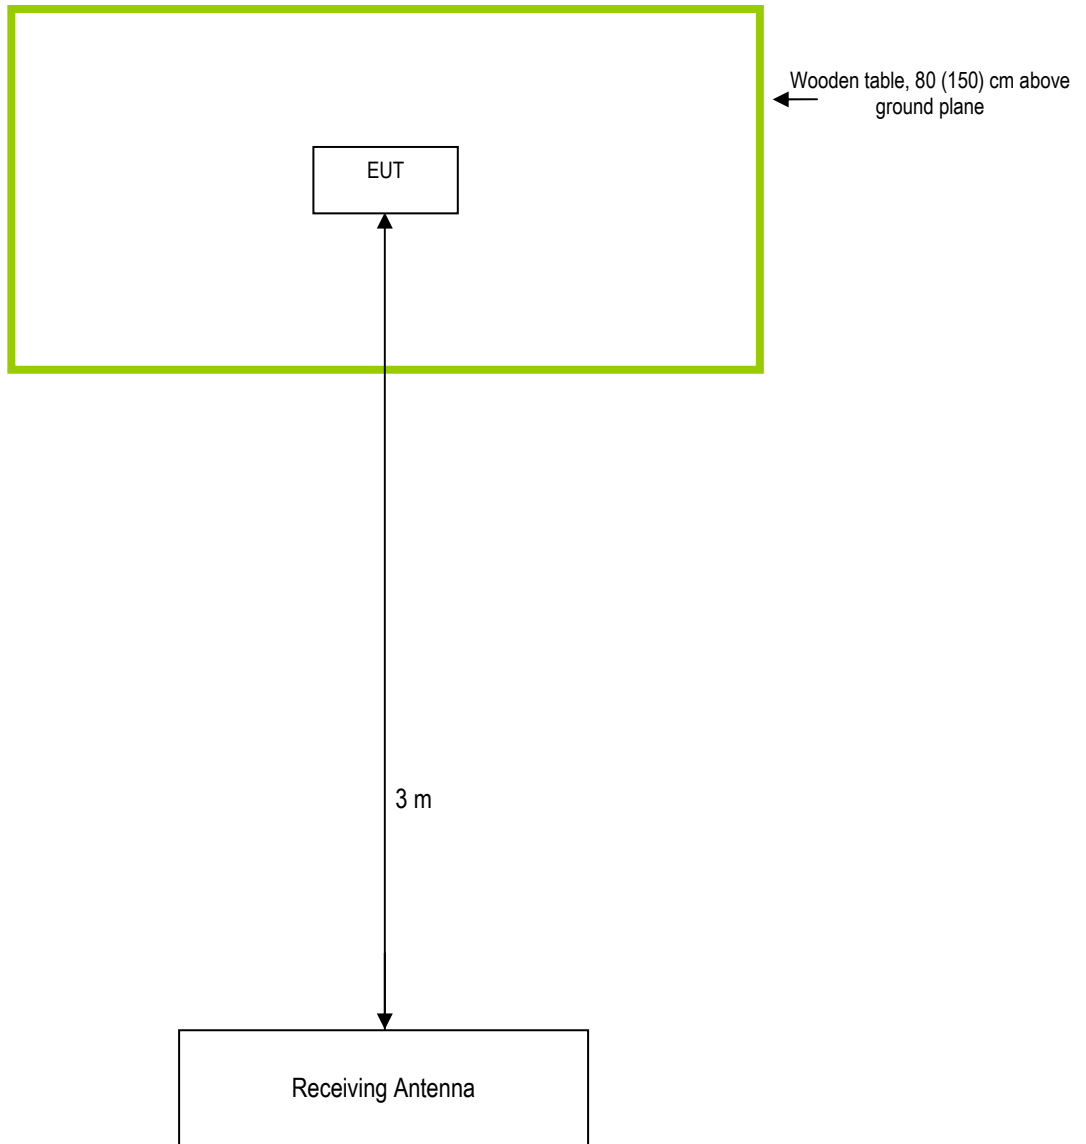 Wooden table, 80 (150) cm above
ground plane
EUT
3 m
Receiving Antenna